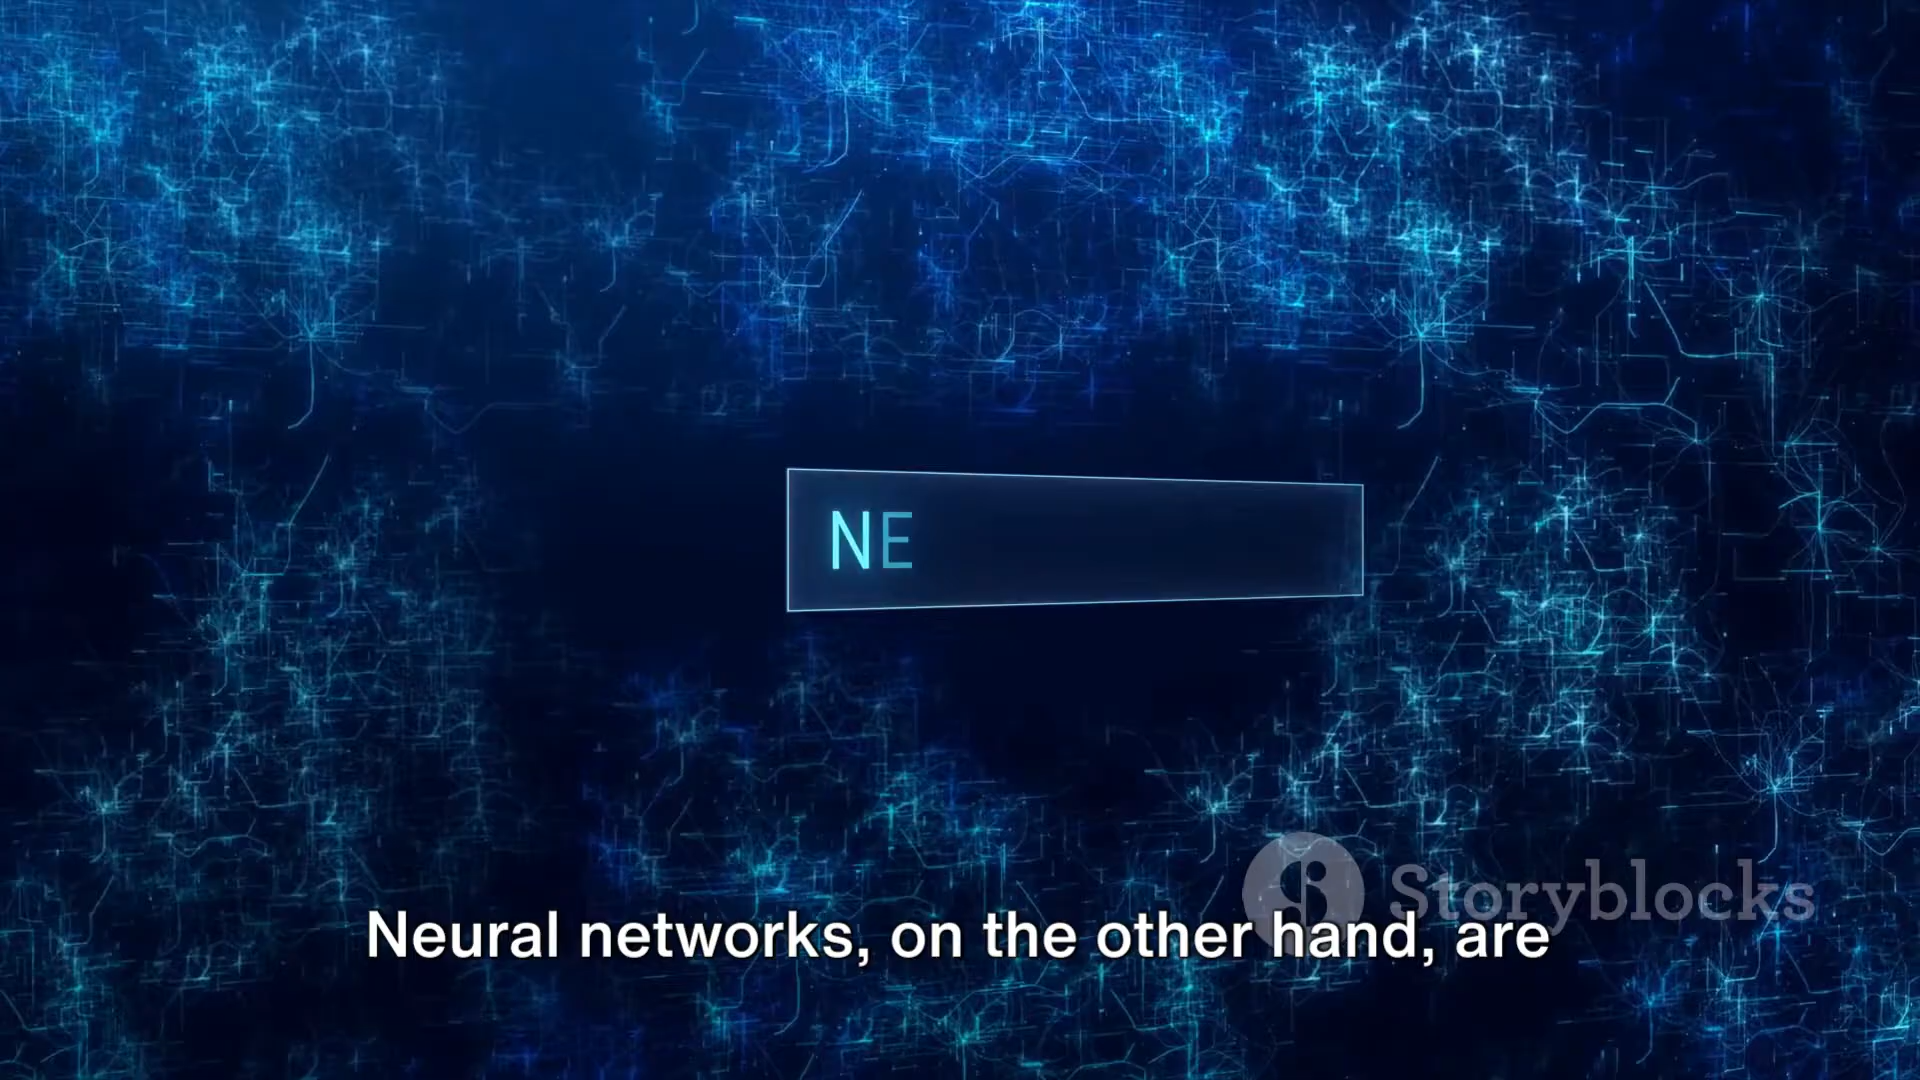 NE
Storyblocks
Neural networks, on the other hand, are